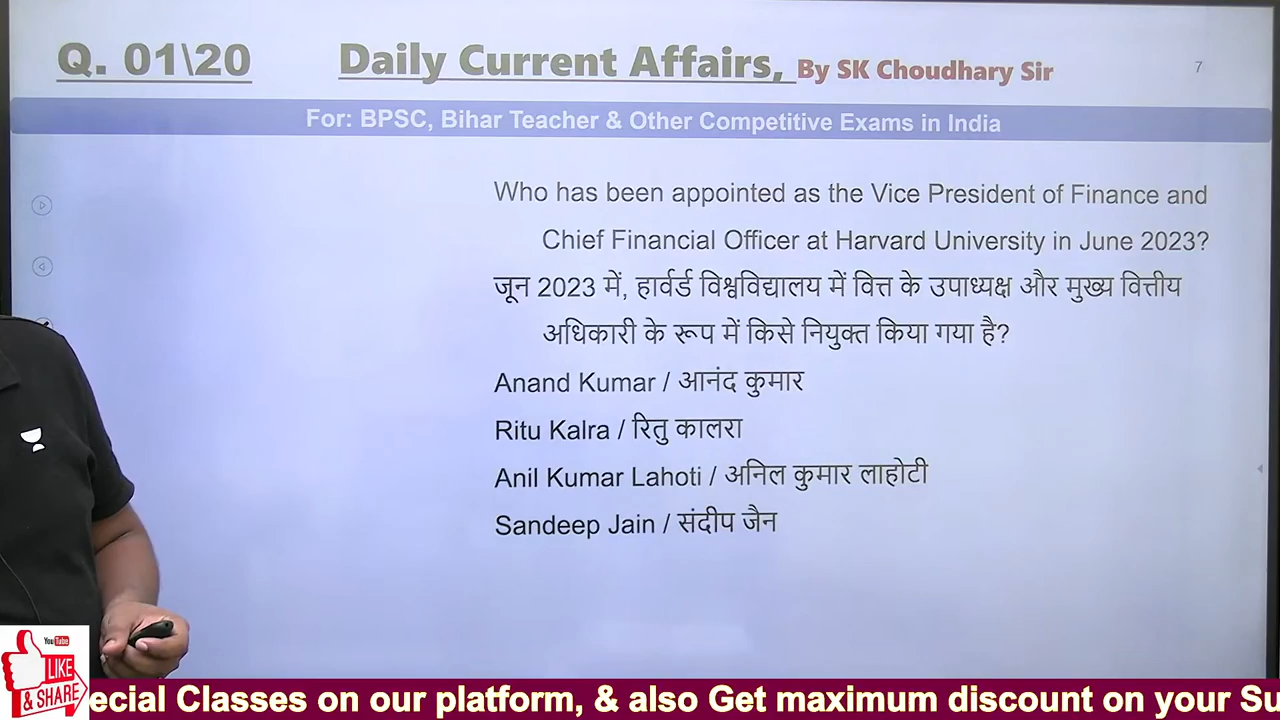 Q. 01\20
Daily Current Affairs, By SK Choudhary Sir
7
For: BPSC, Bihar Teacher & Other Competitive Exams in India
Who has been appointed as the Vice President of Finance and
Chief Financial Officer at Harvard University in June 2023?
जून 2023 में, हार्वर्ड विश्वविद्यालय में वित्त के उपाध्यक्ष और मुख्य वित्तीय
अधिकारी के रूप में किसे नियुक्त किया गया है?
Anand Kumar / आनंद कुमार
Ritu Kalra / रितु कालरा
Anil Kumar Lahoti / अनिल कुमार लाहोटी
Sandeep Jain / संदीप जैन
YouTube
LIKE
& SHARE
ecial Classes on our platform, & also Get maximum discount on your Su